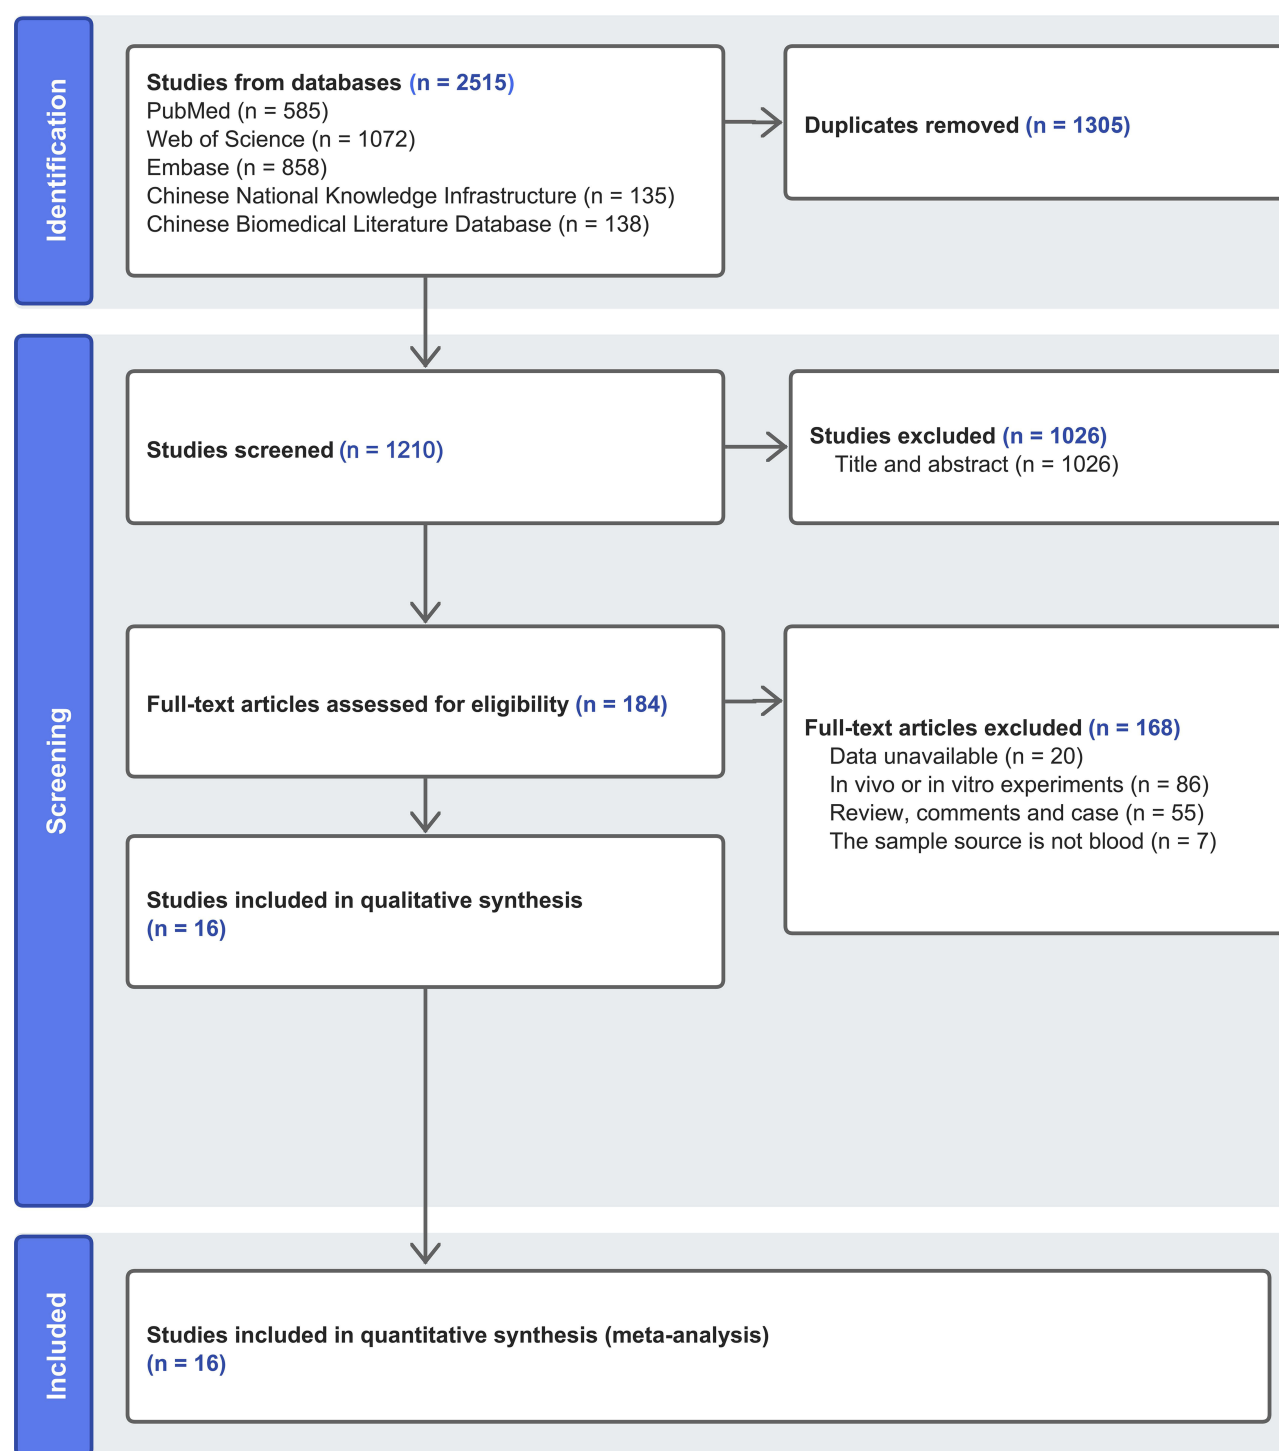 Identification
Studies from databases (n = 2515)
PubMed (n = 585)
Web of Science (n = 1072)
Embase (n = 858)
Chinese National Knowledge Infrastructure (n = 135)
Chinese Biomedical Literature Database (n = 138)
Duplicates removed (n = 1305)
Screening
Studies screened (n = 1210)
Studies excluded (n = 1026)
Title and abstract (n = 1026)
Full-text articles assessed for eligibility (n = 184)
Full-text articles excluded (n = 168)
Data unavailable (n = 20)
In vivo or in vitro experiments (n = 86)
Review, comments and case (n = 55)
The sample source is not blood (n = 7)
Studies included in qualitative synthesis
(n = 16)
Included
Studies included in quantitative synthesis (meta-analysis)
(n = 16)